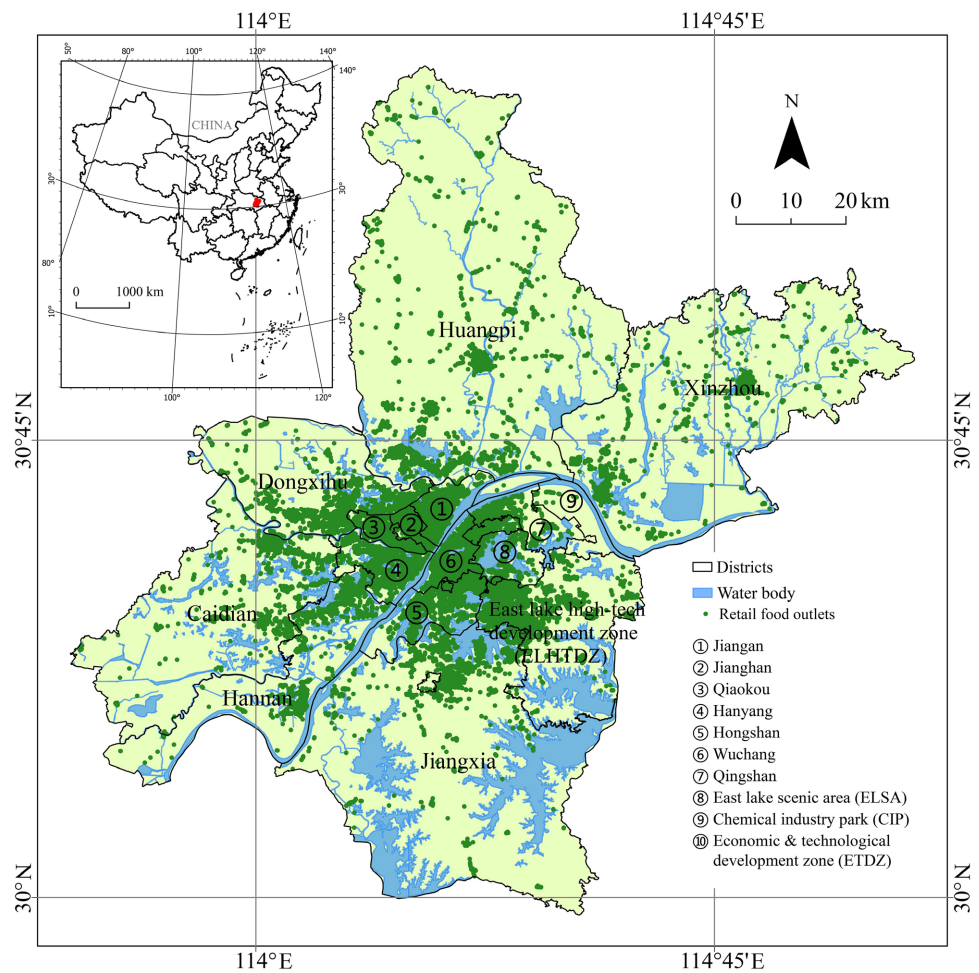 114°E
114°45' E
50°
80°
100°
120°
140°
140°
CHINA
30°
30°
80°
0
1000 km
10°
10°
100°
120°
N
0
10
20 km
Huangpi
Xinzhou
30°45' N
30°45' N
Dongxihu
①
②
③
④
⑤
⑥
⑦
⑧
⑨
Caidian
East lake high-tech
development zone
(ELHTDZ)
Hannan
Jiangxia
Districts
Water body
Retail food outlets
① Jiangan
② Jianghan
③ Qiaokou
④ Hanyang
⑤ Hongshan
⑥ Wuchang
⑦ Qingshan
⑧ East lake scenic area (ELSA)
⑨ Chemical industry park (CIP)
⑩ Economic & technological
development zone (ETDZ)
30°N
30°N
114°E
114°45' E